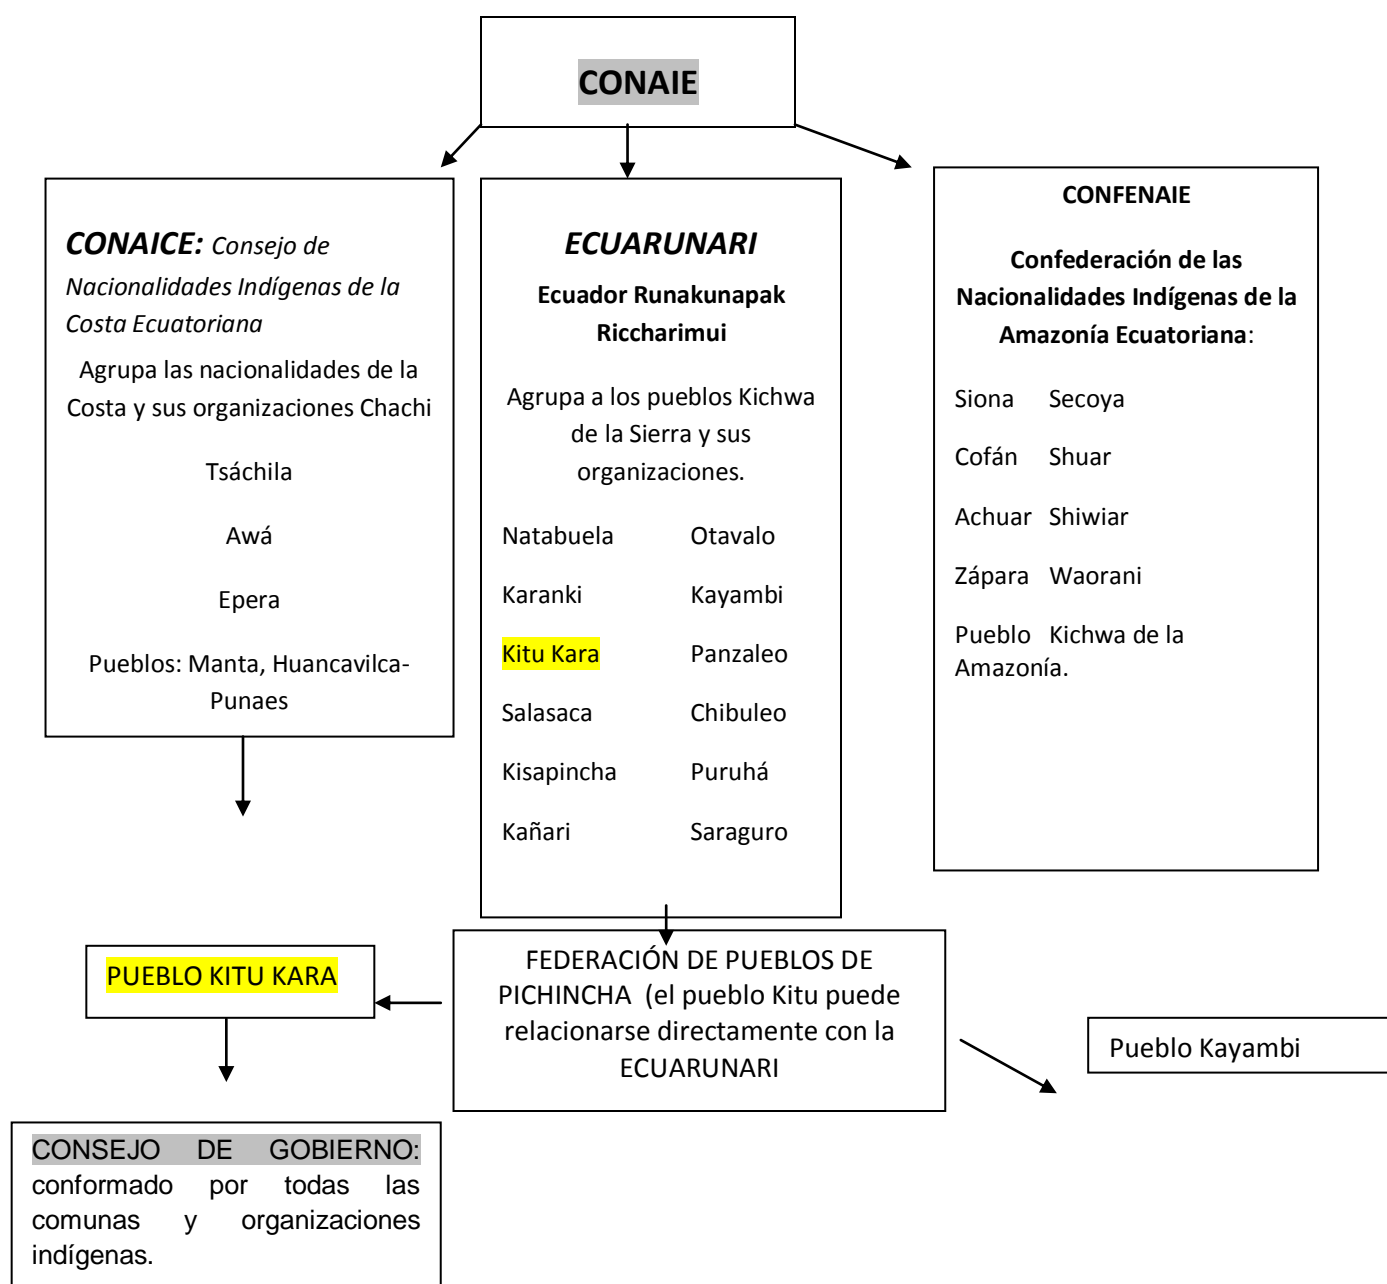 CONAIE
CONAICE: Consejo de
Nacionalidades Indígenas de la
Costa Ecuatoriana
Agrupa las nacionalidades de la
Costa y sus organizaciones Chachi
Tsáchila
Awá
Epera
Pueblos: Manta, Huancavilca-
Punaes
ECUARUNARI
Ecuador Runakunapak
Riccharimui
Agrupa a los pueblos Kichwa
de la Sierra y sus
organizaciones.
Natabuela Otavalo
Karanki Kayambi
Kitu Kara Panzaleo
Salasaca Chibuleo
Kisapincha Puruhá
Kañari Saraguro
CONFENAIE
Confederación de las
Nacionalidades Indígenas de la
Amazonía Ecuatoriana:
Siona Secoya
Cofán Shuar
Achuar Shiwiar
Zápara Waorani
Pueblo Kichwa de la
Amazonía.
PUEBLO KITU KARA
FEDERACIÓN DE PUEBLOS DE
PICHINCHA (el pueblo Kitu puede
relacionarse directamente con la
ECUARUNARI
Pueblo Kayambi
CONSEJO DE GOBIERNO:
conformado por todas las
comunas y organizaciones
indígenas.